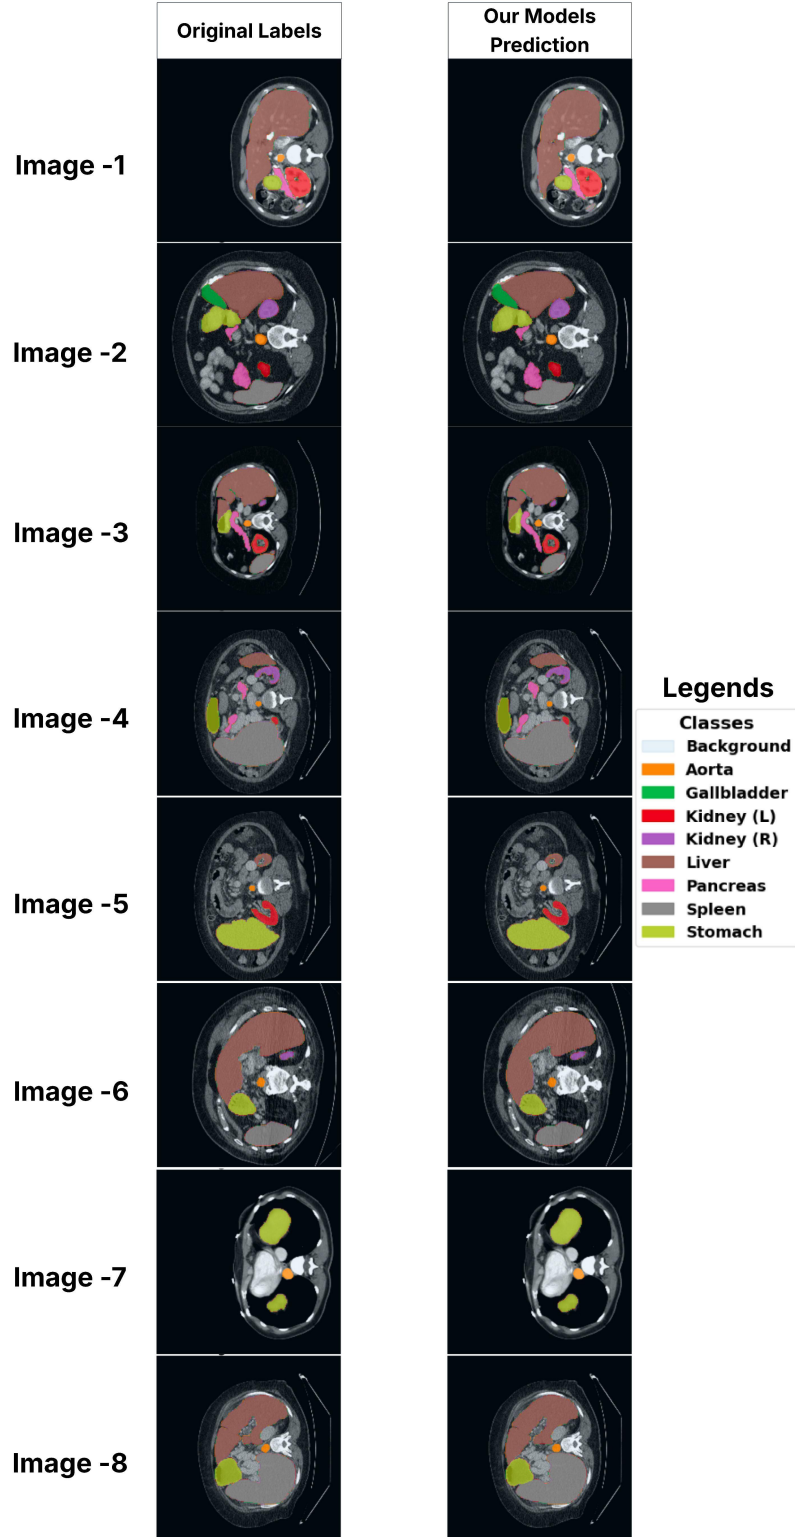 Original Labels
Our Models
Prediction
Image -1
Image -2
Image -3
Image -4
Legends
Classes
Background
Aorta
Gallbladder
Kidney (L)
Kidney (R)
Liver
Pancreas
Spleen
Stomach
Image -5
Image -6
Image -7
Image -8